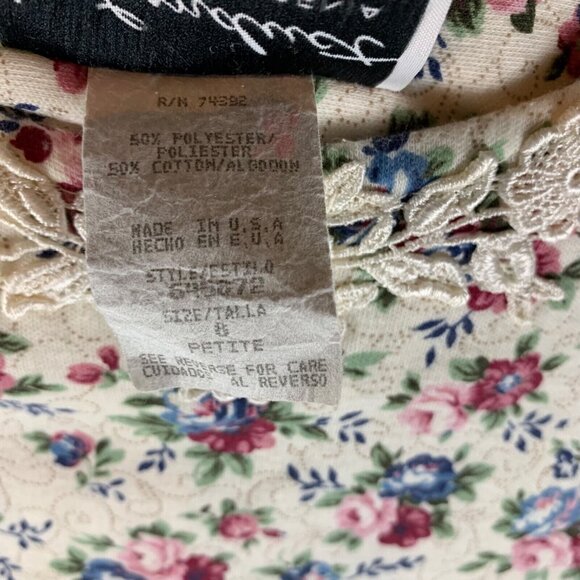 R/N 74392
50% POLYESTER/
POLIESTER
50% COTTON/ALGODON
MADE IN U.S.A
HECHO EN E.U.A
STYLE/ESTILO
SIZE/TALLA
8
PETITE
SEE REVERSE FOR CARE
CUIDADO AL REVERSO